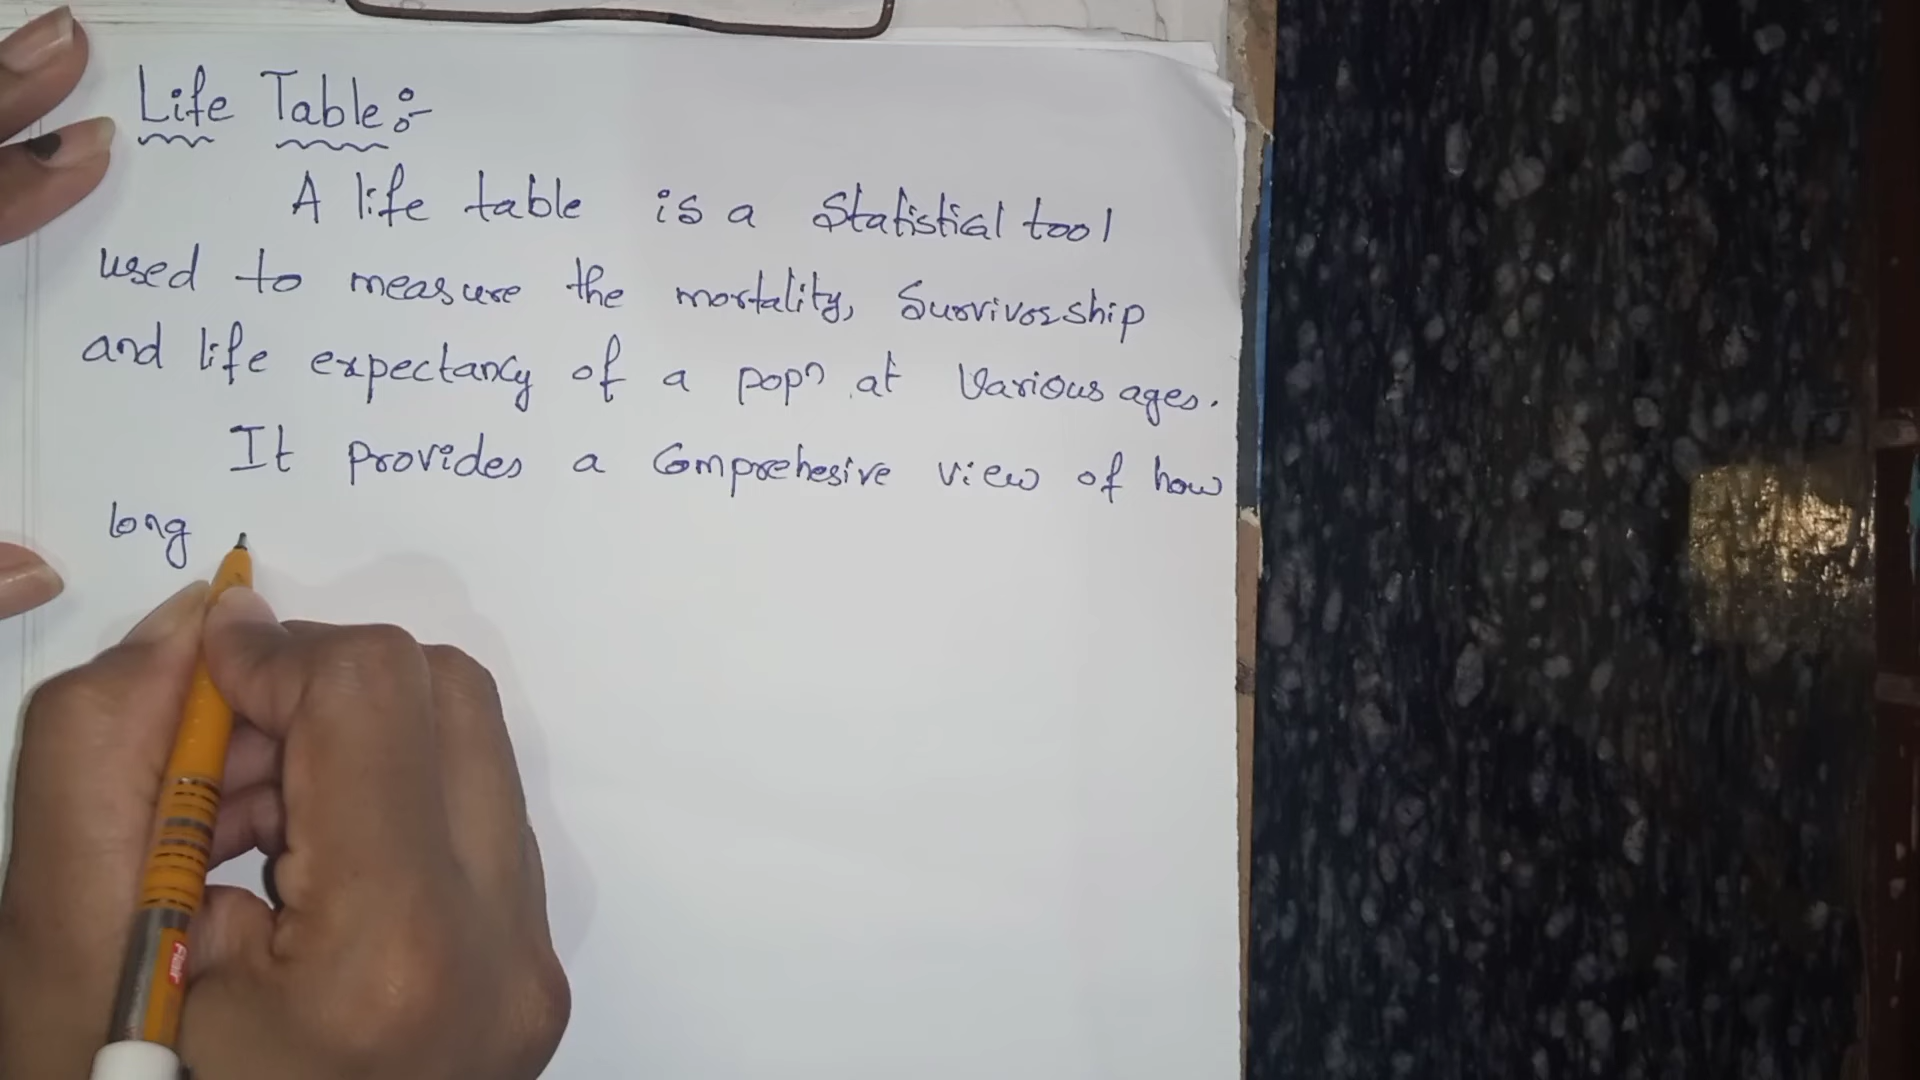 Life Table:-
A life table is a Statistial tool
used to measure the mortality, Survivorship
and life expectancy of a popn at Various ages.
It provides a Comprehesive view of how
long
Flair